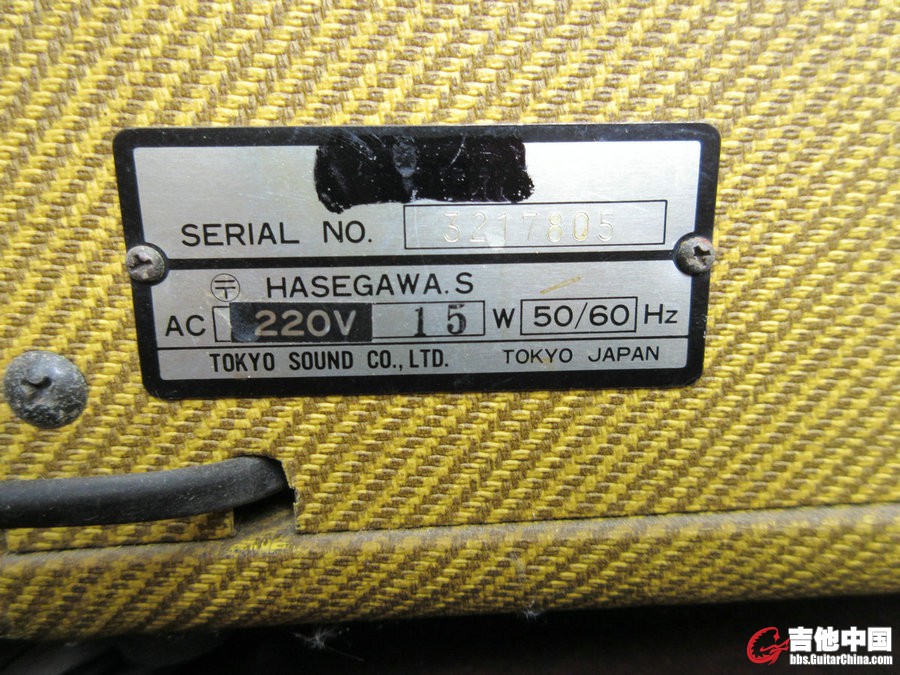 SERIAL NO. 3217805
〶 HASEGAWA.S
AC 220V 15 W 50/60 Hz
TOKYO SOUND CO., LTD. TOKYO JAPAN
吉他中国
bbs.GuitarChina.com